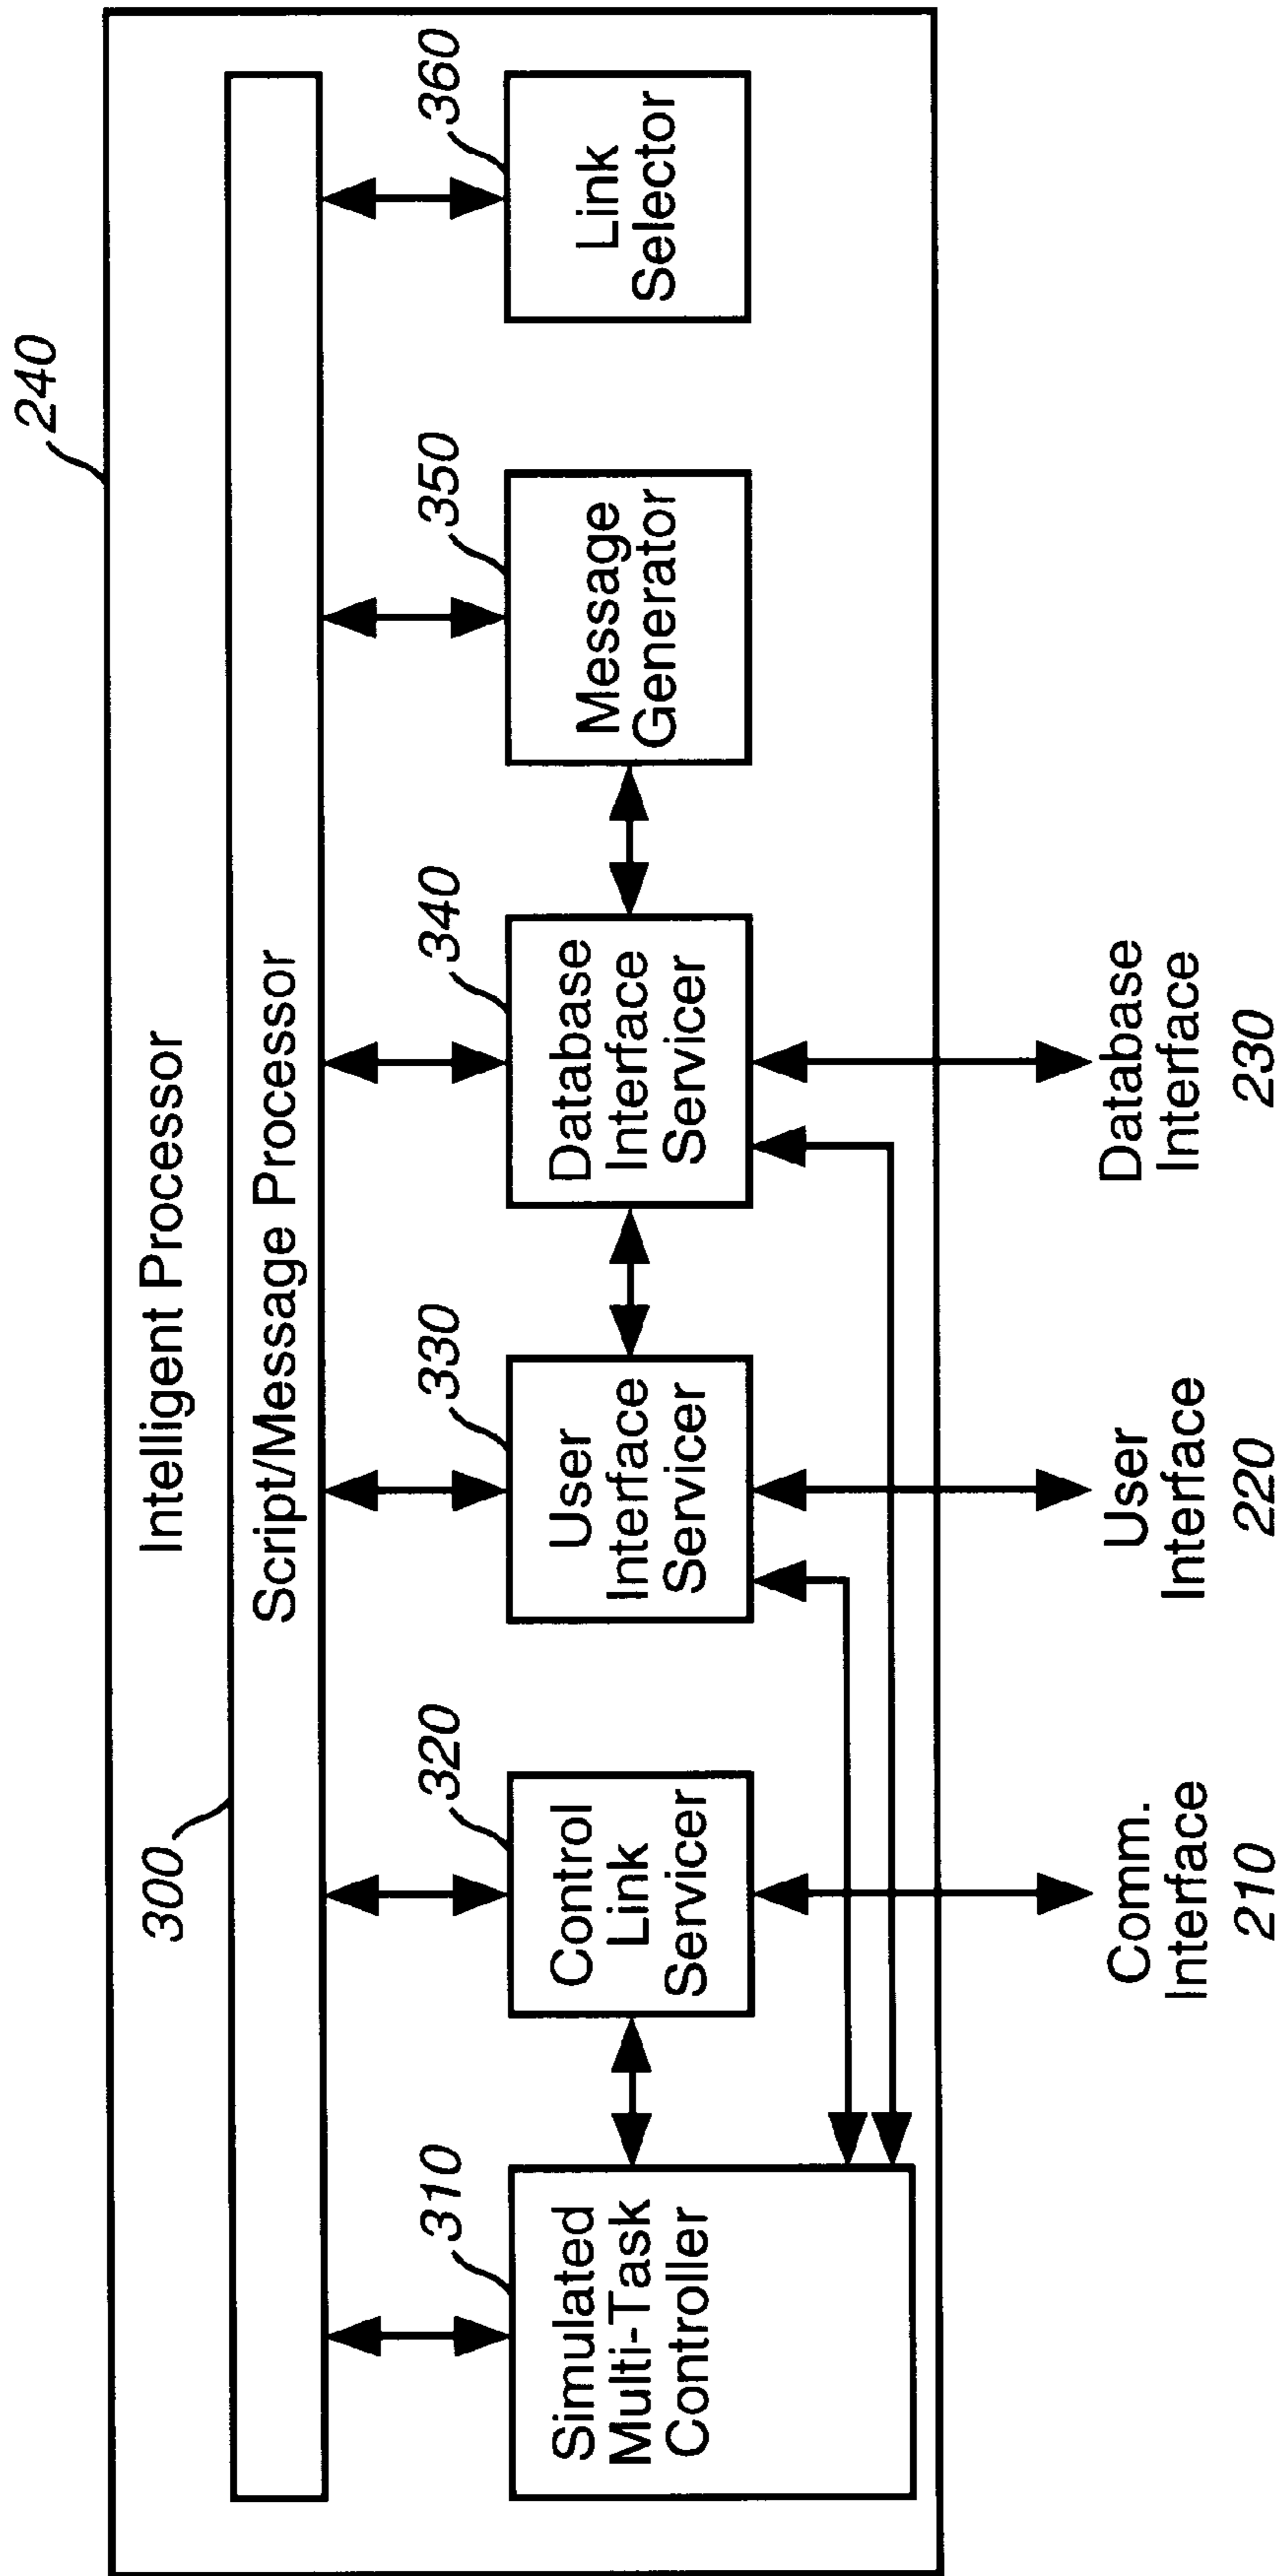 240
Intelligent Processor
300
Script/Message Processor
310
320
330
340
350
360
Simulated
Multi-Task
Controller
Control
Link
Servicer
User
Interface
Servicer
Database
Interface
Servicer
Message
Generator
Link
Selector
Comm.
Interface
210
User
Interface
220
Database
Interface
230